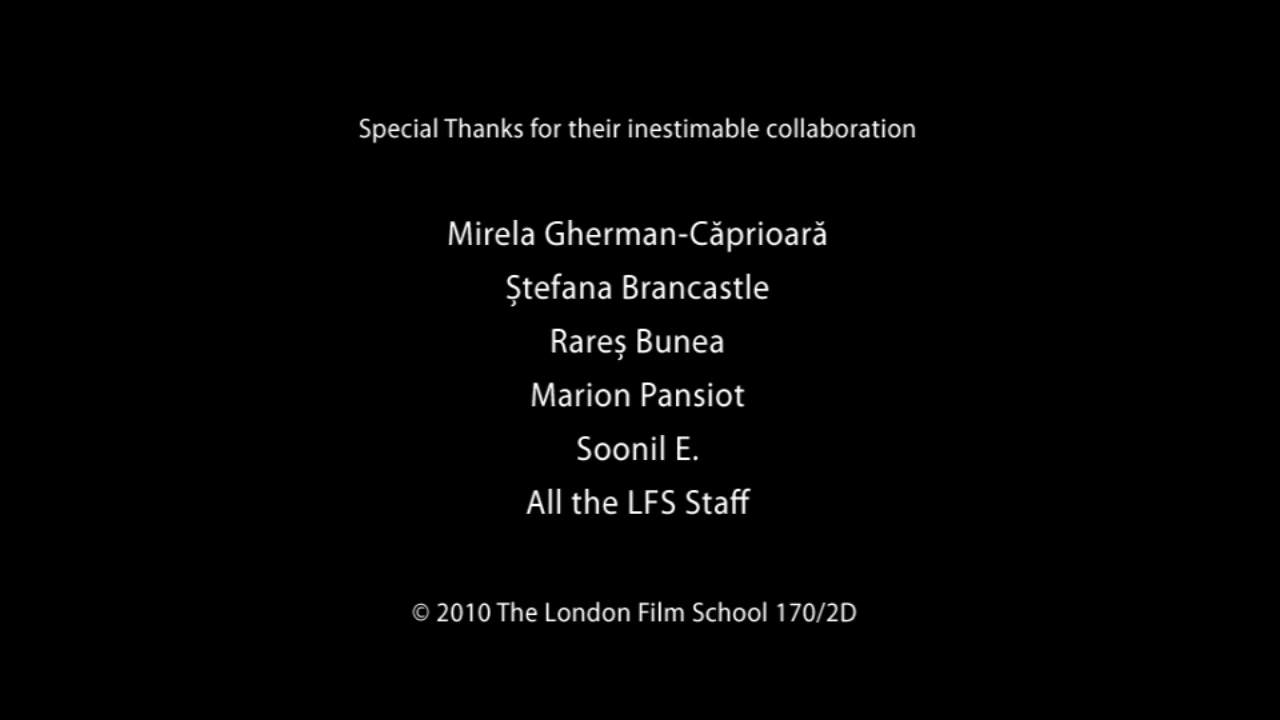 Special Thanks for their inestimable collaboration
Mirela Gherman-Căprioară
Ștefana Brancastle
Rareș Bunea
Marion Pansiot
Soonil E.
All the LFS Staff
© 2010 The London Film School 170/2D